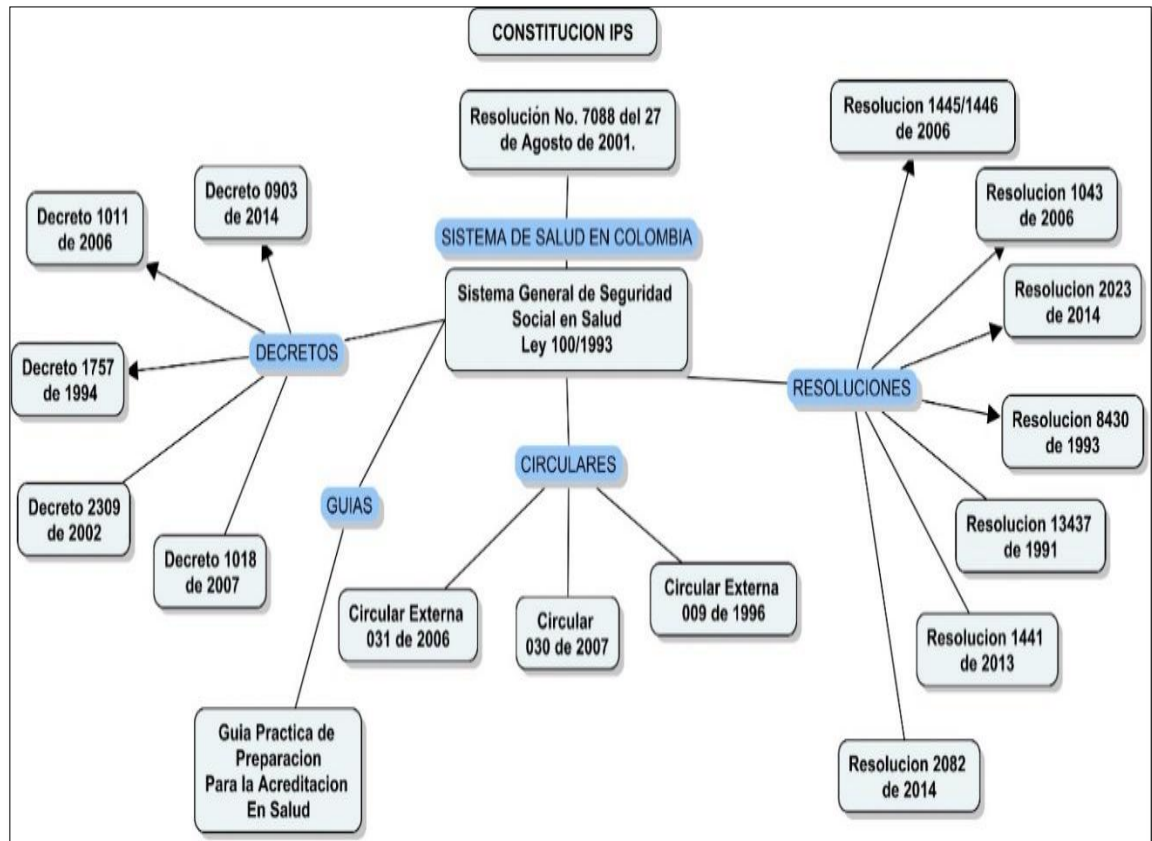 CONSTITUCION IPS
Resolución No. 7088 del 27
de Agosto de 2001.
SISTEMA DE SALUD EN COLOMBIA
Sistema General de Seguridad
Social en Salud
Ley 100/1993
DECRETOS
Decreto 0903
de 2014
Decreto 1011
de 2006
Decreto 1757
de 1994
Decreto 2309
de 2002
Decreto 1018
de 2007
GUIAS
Guia Practica de
Preparacion
Para la Acreditacion
En Salud
CIRCULARES
Circular Externa
031 de 2006
Circular
030 de 2007
Circular Externa
009 de 1996
RESOLUCIONES
Resolucion 1445/1446
de 2006
Resolucion 1043
de 2006
Resolucion 2023
de 2014
Resolucion 8430
de 1993
Resolucion 13437
de 1991
Resolucion 1441
de 2013
Resolucion 2082
de 2014